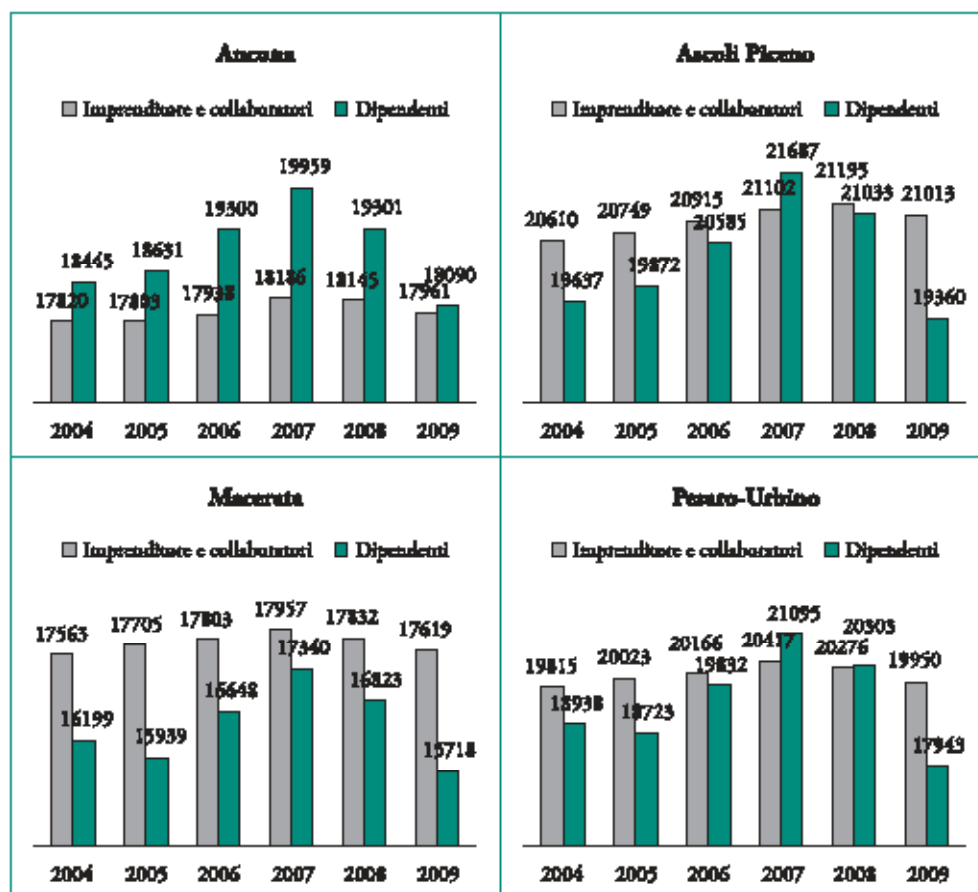 Ancona
Imprenditore e collaboratori Dipendenti
17820 18445 17803 18631 17938 19300 18186 19959 18145 19301 17961 18090
2004 2005 2006 2007 2008 2009
Ascoli Piceno
Imprenditore e collaboratori Dipendenti
20610 19637 20749 19872 20915 20585 21102 21687 21195 21033 21013 19360
2004 2005 2006 2007 2008 2009
Macerata
Imprenditore e collaboratori Dipendenti
17563 16199 17705 15939 17803 16648 17957 17340 17832 16823 17619 15718
2004 2005 2006 2007 2008 2009
Pesaro-Urbino
Imprenditore e collaboratori Dipendenti
19815 18938 20023 18723 20166 19832 20417 21095 20276 20303 19950 17943
2004 2005 2006 2007 2008 2009